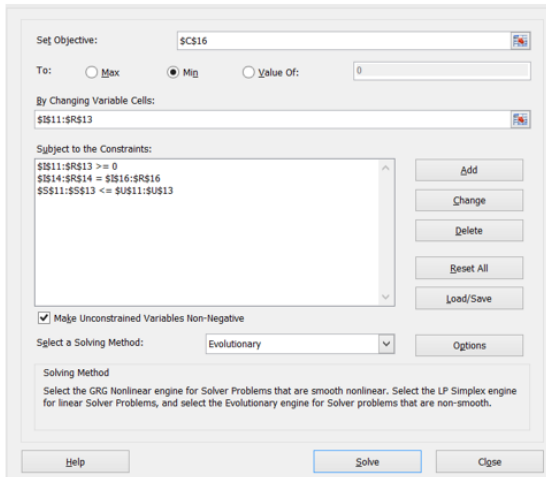 Set Objective:
$C$16
To:
Max
Min
Value Of:
0
By Changing Variable Cells:
$I$11:$R$13
Subject to the Constraints:
$I$11:$R$13 >= 0
$I$14:$R$14 = $I$16:$R$16
$S$11:$S$13 <= $U$11:$U$13
Add
Change
Delete
Reset All
Load/Save
Make Unconstrained Variables Non-Negative
Select a Solving Method:
Evolutionary
Options
Solving Method
Select the GRG Nonlinear engine for Solver Problems that are smooth nonlinear. Select the LP Simplex engine
for linear Solver Problems, and select the Evolutionary engine for Solver problems that are non-smooth.
Help
Solve
Close